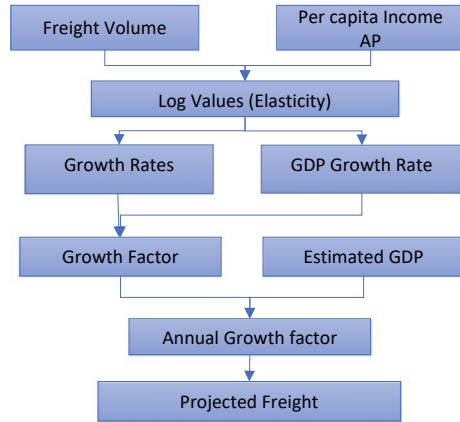 Freight Volume
Per capita Income
AP
Log Values (Elasticity)
Growth Rates
GDP Growth Rate
Growth Factor
Estimated GDP
Annual Growth factor
Projected Freight